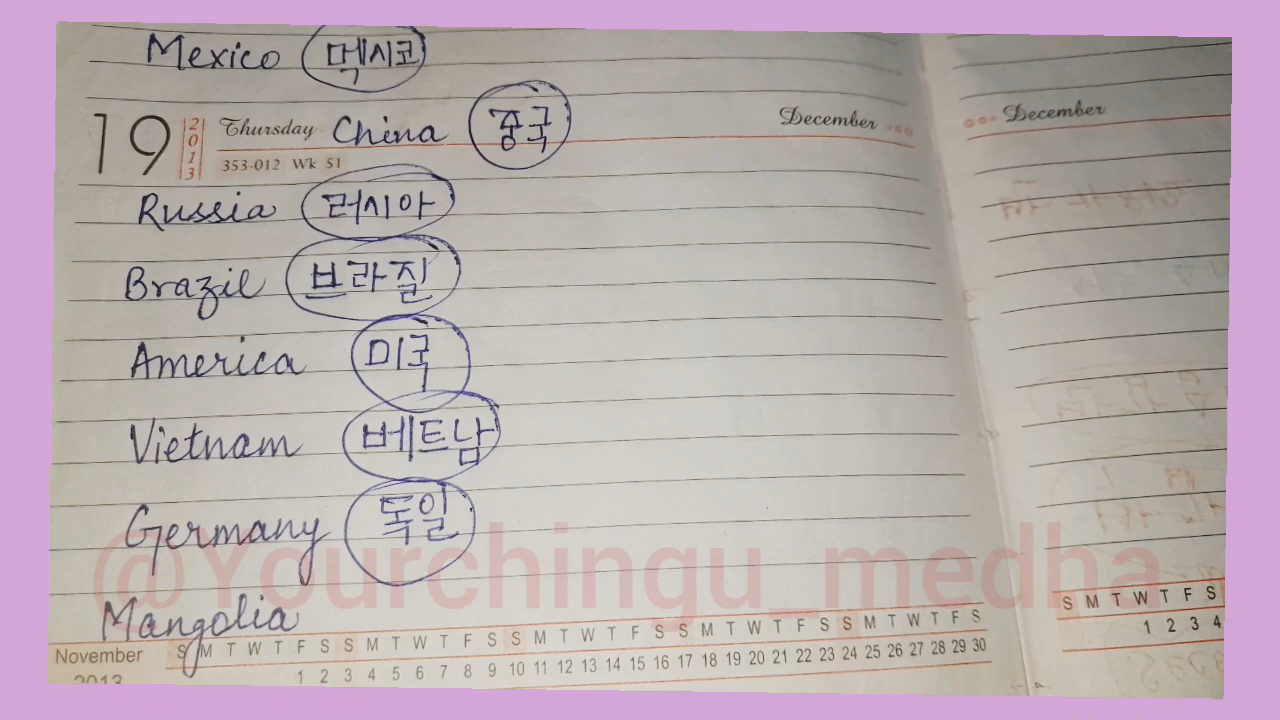 Mexico 멕시코
19 2013 Thursday China 중국 December
353-012 Wk 51
Russia 러시아
Brazil 브라질
America 미국
Vietnam 베트남
Germany 독일
@Yourchingu_medha
Mangolia
November 2013
S M T W T F S S M T W T F S S M T W T F S S M T W T F S S M T W T F S
1 2 3 4 5 6 7 8 9 10 11 12 13 14 15 16 17 18 19 20 21 22 23 24 25 26 27 28 29 30
December
S M T W T F S
1 2 3 4